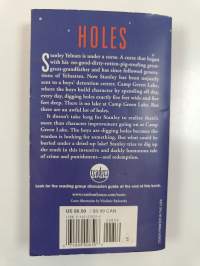 HOLES
Stanley Yelnats is under a curse. A curse that began
with his no-good-dirty-rotten-pig-stealing-great-
great-grandfather and has since followed genera-
tions of Yelnatses. Now Stanley has been unjustly
sent to a boys' detention center, Camp Green Lake,
where the boys build character by spending all day,
every day, digging holes exactly five feet wide and five
feet deep. There is no lake at Camp Green Lake. But
there are an awful lot of holes.
It doesn't take long for Stanley to realize there's
more than character improvement going on at Camp
Green Lake. The boys are digging holes because the
warden is looking for something. But what could be
buried under a dried-up lake? Stanley tries to dig up
the truth in this inventive and darkly humorous tale
of crime and punishment—and redemption.
readers
Look for the reading group discussion guide at the end of this book.
US $6.99
CAN